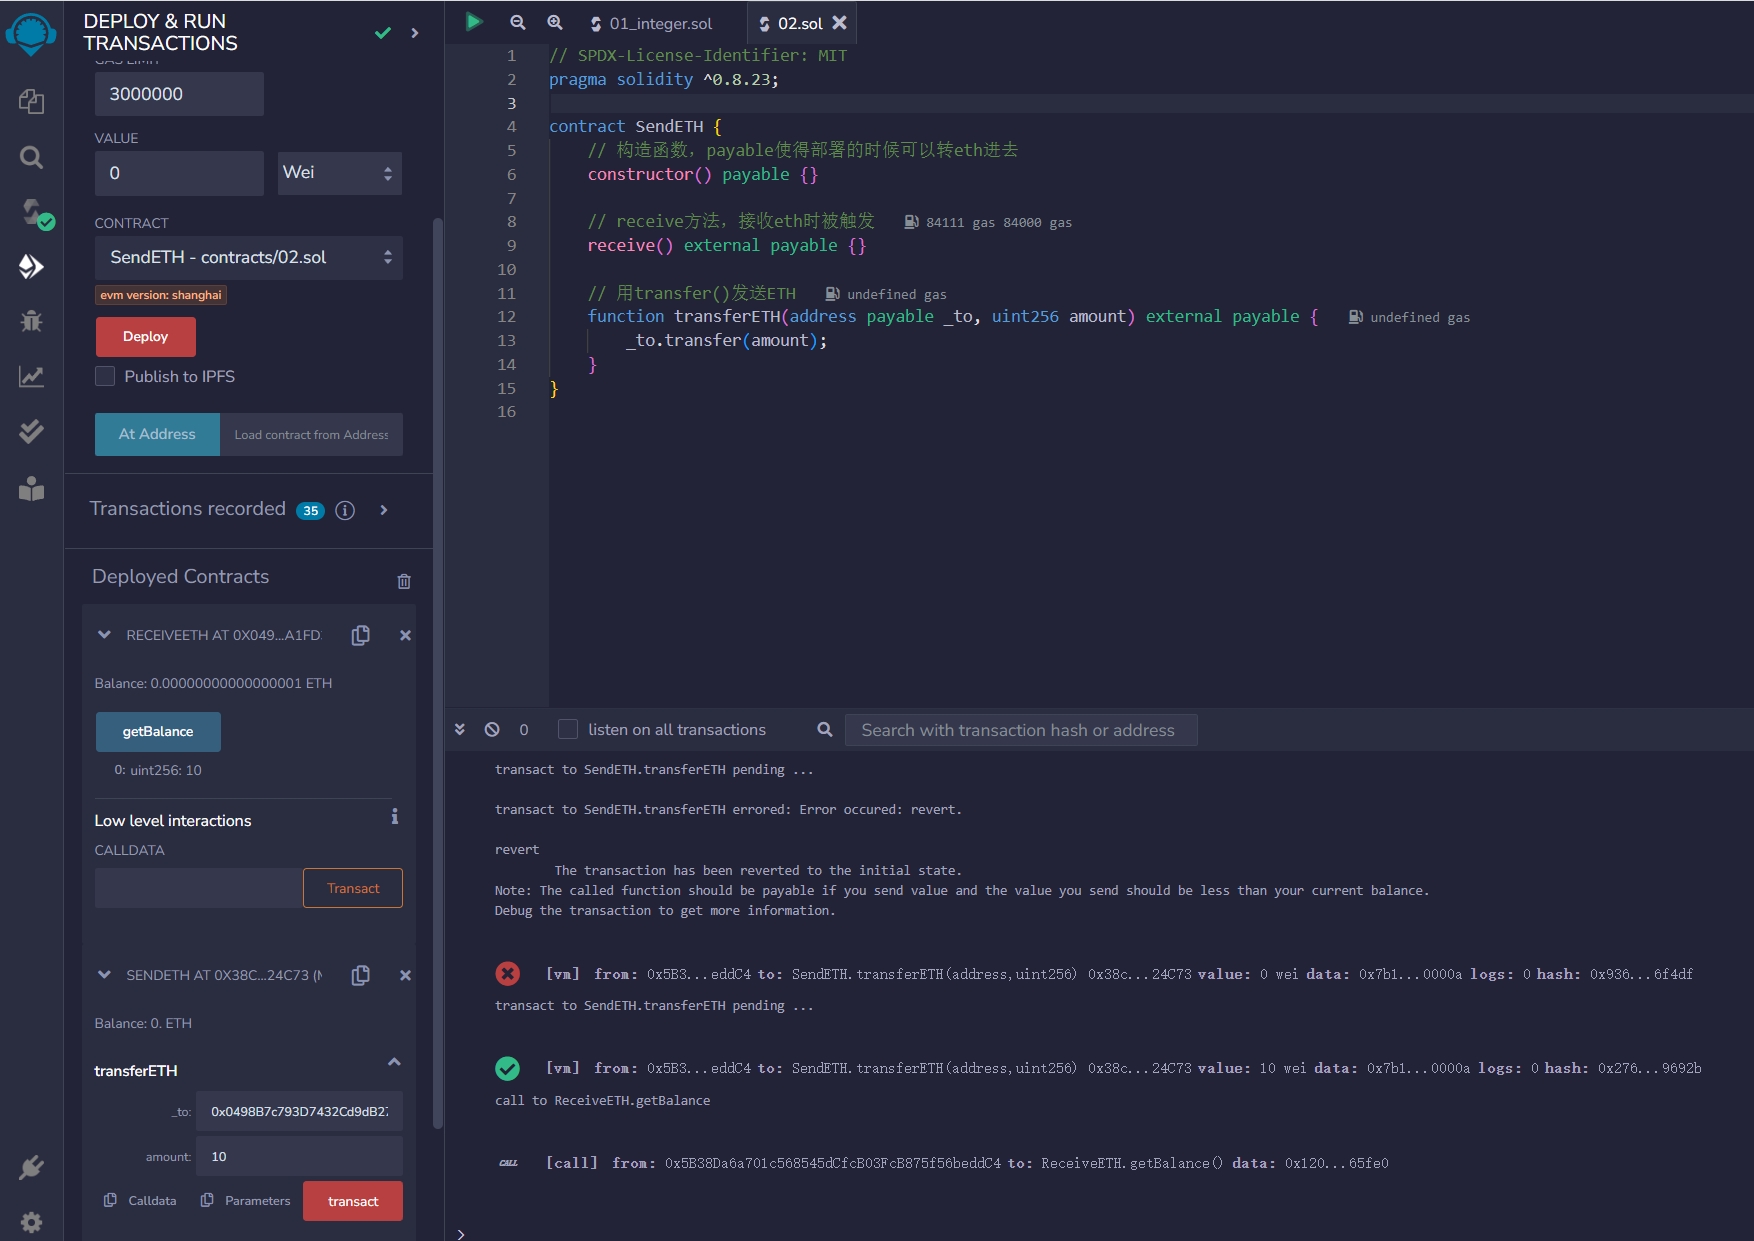 DEPLOY & RUN
TRANSACTIONS
GAS LIMIT
3000000
VALUE
0
Wei
CONTRACT
SendETH - contracts/02.sol
evm version: shanghai
Deploy
Publish to IPFS
At Address
Load contract from Address
Transactions recorded 35
Deployed Contracts
RECEIVEETH AT 0X049...A1FD
Balance: 0.00000000000000001 ETH
getBalance
0: uint256: 10
Low level interactions
CALLDATA
Transact
SENDETH AT 0X38C...24C73 (M
Balance: 0. ETH
transferETH
_to: 0x0498B7c793D7432Cd9dB27
amount: 10
Calldata
Parameters
transact
01_integer.sol
02.sol
1 // SPDX-License-Identifier: MIT
2 pragma solidity ^0.8.23;
3
4 contract SendETH {
5 // 构造函数，payable使得部署的时候可以转eth进去
6 constructor() payable {}
7
8 // receive方法，接收eth时被触发 84111 gas 84000 gas
9 receive() external payable {}
10
11 // 用transfer()发送ETH undefined gas
12 function transferETH(address payable _to, uint256 amount) external payable { undefined gas
13 _to.transfer(amount);
14 }
15 }
16
0
listen on all transactions
Search with transaction hash or address
transact to SendETH.transferETH pending ...
transact to SendETH.transferETH errored: Error occured: revert.
revert
The transaction has been reverted to the initial state.
Note: The called function should be payable if you send value and the value you send should be less than your current balance.
Debug the transaction to get more information.
[vm] from: 0x5B3...eddC4 to: SendETH.transferETH(address,uint256) 0x38c...24C73 value: 0 wei data: 0x7b1...0000a logs: 0 hash: 0x936...6f4df
transact to SendETH.transferETH pending ...
[vm] from: 0x5B3...eddC4 to: SendETH.transferETH(address,uint256) 0x38c...24C73 value: 10 wei data: 0x7b1...0000a logs: 0 hash: 0x276...9692b
call to ReceiveETH.getBalance
CALL [call] from: 0x5B38Da6a701c568545dCfcB03FcB875f56beddC4 to: ReceiveETH.getBalance() data: 0x120...65fe0
>